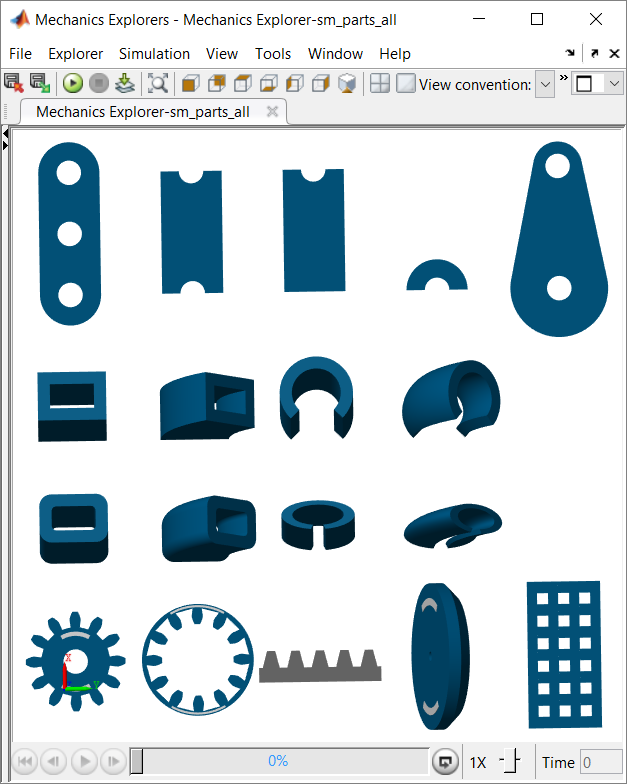 Mechanics Explorers - Mechanics Explorer-sm_parts_all
File Explorer Simulation View Tools Window Help
View convention:
Mechanics Explorer-sm_parts_all
X
Y
0%
1X
Time 0